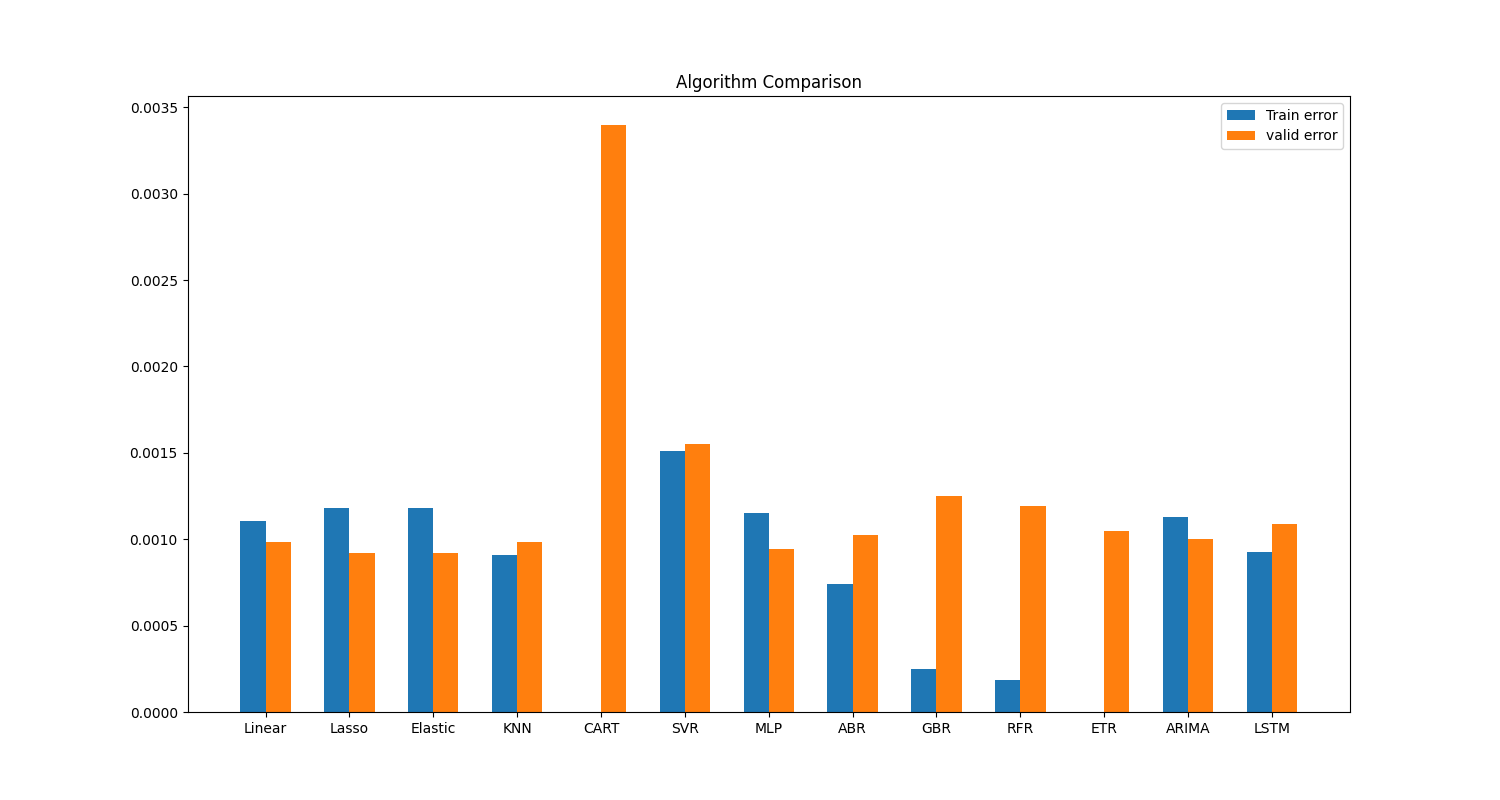 Algorithm Comparison
Train error
valid error
0.0035
0.0030
0.0025
0.0020
0.0015
0.0010
0.0005
0.0000
Linear Lasso Elastic KNN CART SVR MLP ABR GBR RFR ETR ARIMA LSTM